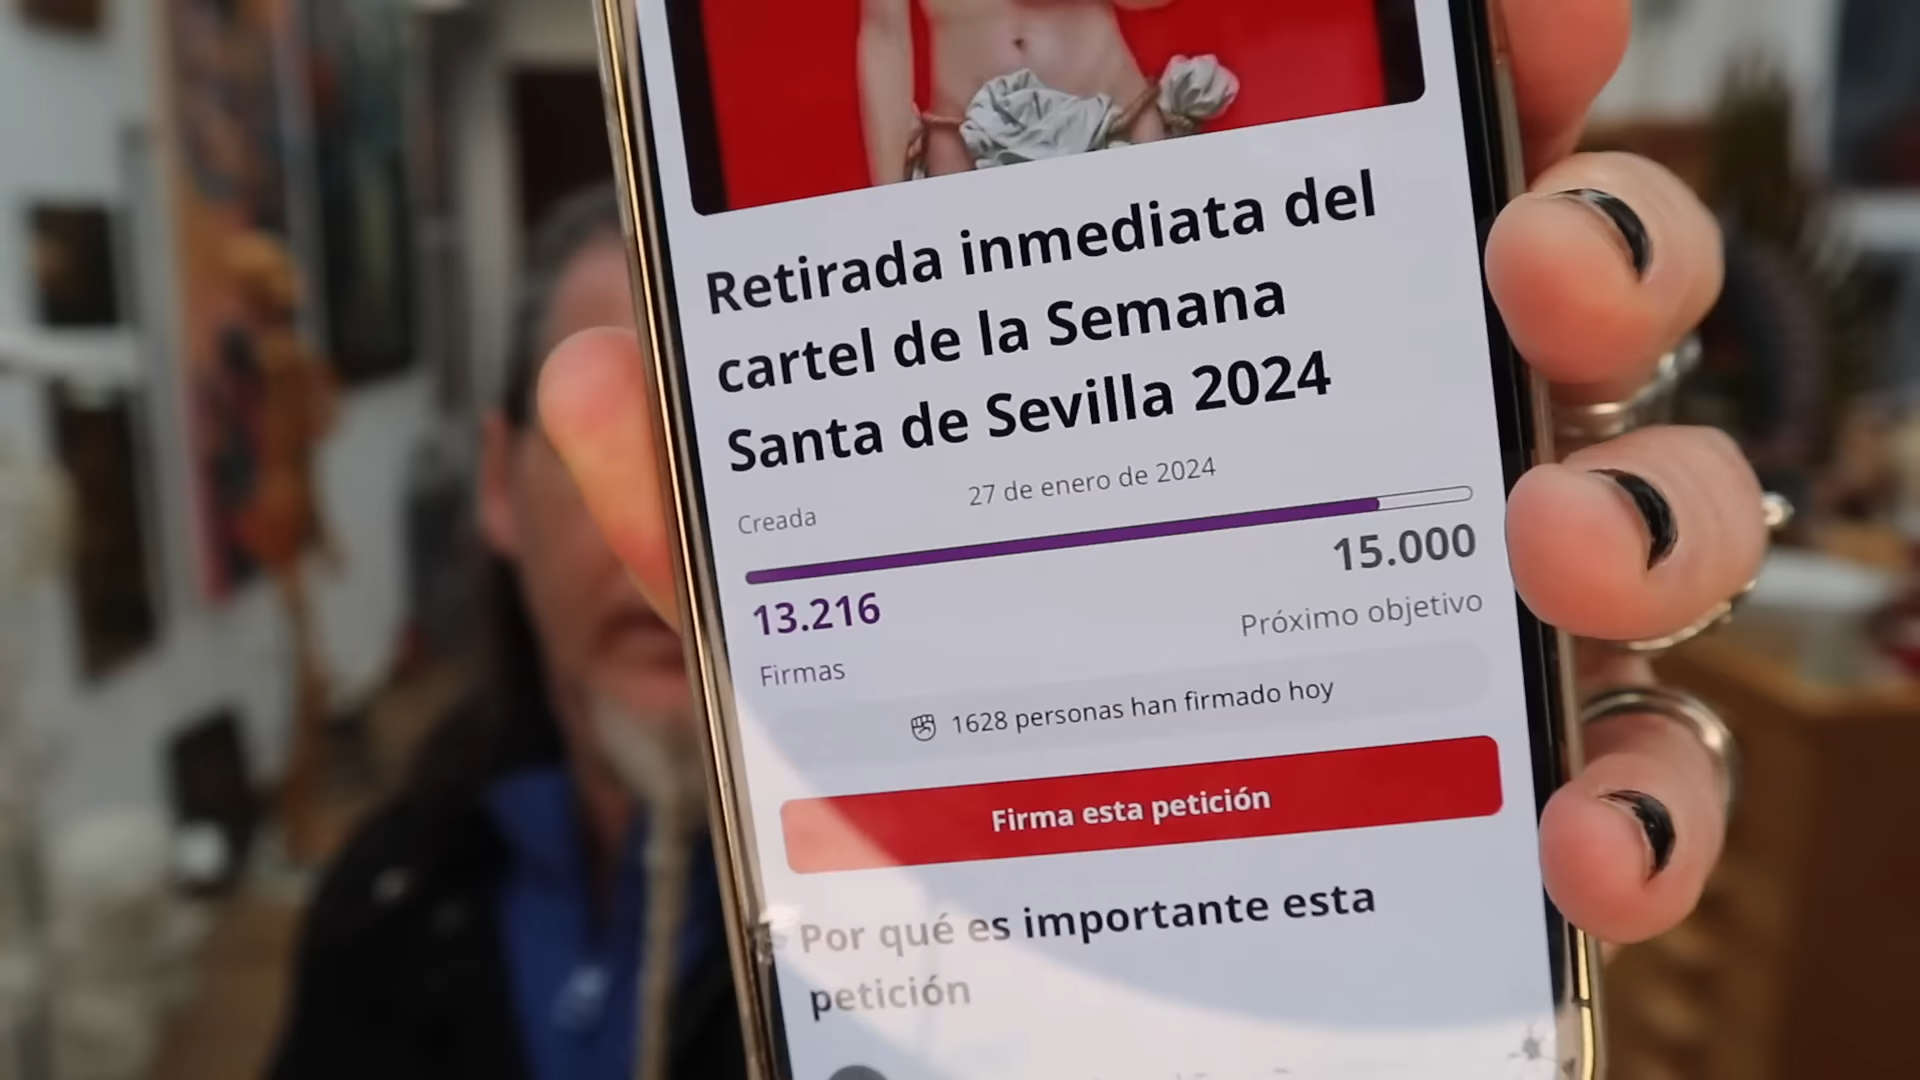 Retirada inmediata del
cartel de la Semana
Santa de Sevilla 2024
Creada 27 de enero de 2024
13.216 15.000
Firmas Próximo objetivo
1628 personas han firmado hoy
Firma esta petición
Por qué es importante esta
petición